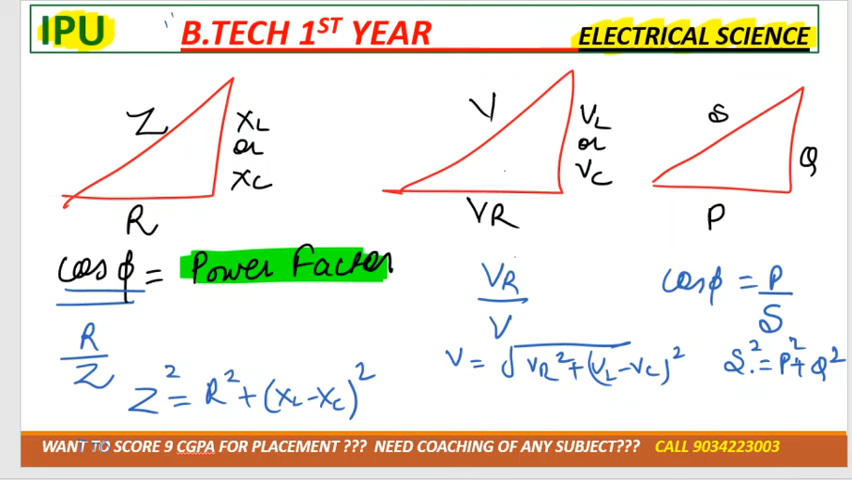 IPU
B.TECH 1ST YEAR
ELECTRICAL SCIENCE
Z
XL
or
XC
R
V
VL
or
VC
VR
S
Q
P
cosϕ = Power Factor
R/Z
Z² = R² + (XL-XC)²
VR/V
V = √VR²+(VL-VC)²
cosϕ = P/S
S² = P²+Q²
WANT TO SCORE 9 CGPA FOR PLACEMENT ??? NEED COACHING OF ANY SUBJECT??? CALL 9034223003